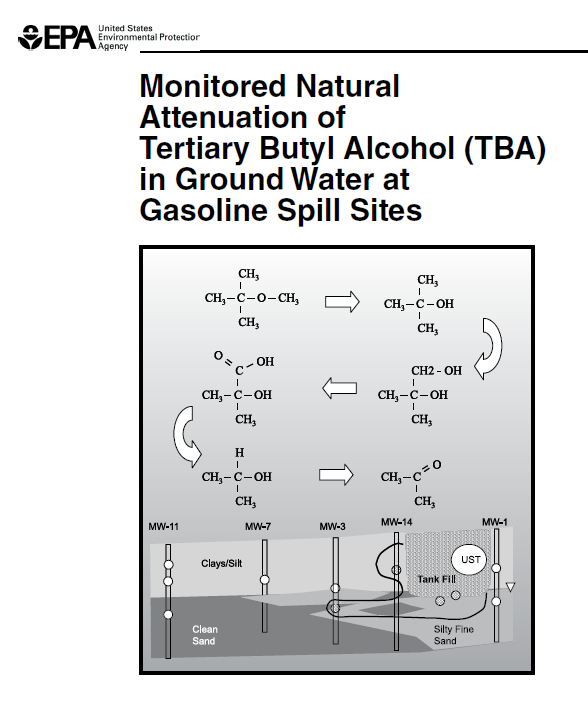 EPA
United States
Environmental Protection
Agency
Monitored Natural
Attenuation of
Tertiary Butyl Alcohol (TBA)
in Ground Water at
Gasoline Spill Sites
CH₃
CH₃-C-O-CH₃
CH₃
CH₃
CH₃-C-OH
CH₃
O
OH
C
CH₃-C-OH
CH₃
CH2-OH
CH₃-C-OH
CH₃
H
CH₃-C-OH
CH₃
O
CH₃-C
CH₃
MW-11
MW-7
MW-3
MW-14
MW-1
Clays/Silt
UST
Tank Fill
Clean
Sand
Silty Fine
Sand